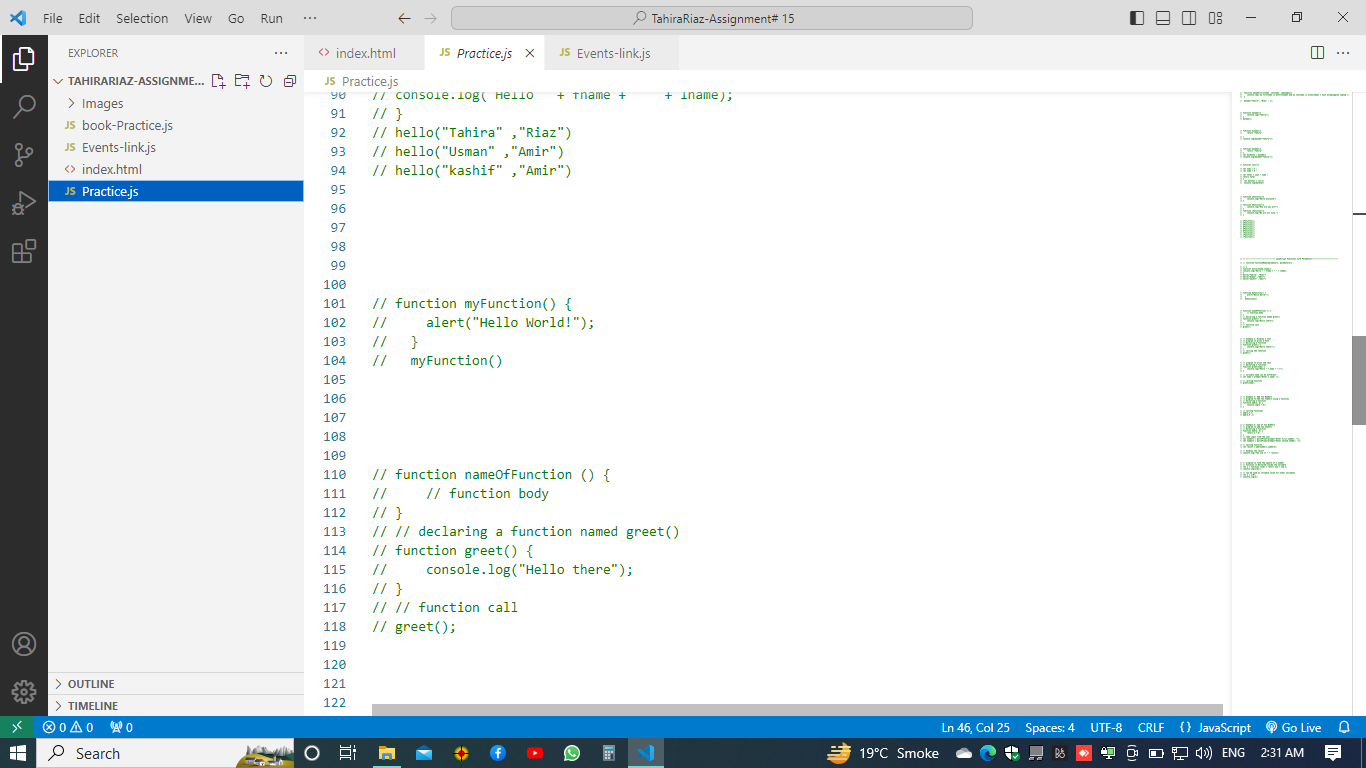 File Edit Selection View Go Run ··· TahiraRiaz-Assignment# 15
EXPLORER ···
TAHIRARIAZ-ASSIGNME...
Images
JS book-Practice.js
JS Events-link.js
<> index.html
JS Practice.js
OUTLINE
TIMELINE
<> index.html JS Practice.js JS Events-link.js
JS Practice.js
90 // console.log( Hello + fname + + lname);
91 // }
92 // hello("Tahira" ,"Riaz")
93 // hello("Usman" ,"Amir")
94 // hello("kashif" ,"Amir")
95
96
97
98
99
100
101 // function myFunction() {
102 //     alert("Hello World!");
103 //   }
104 //   myFunction()
105
106
107
108
109
110 // function nameOfFunction () {
111 //     // function body
112 // }
113 // // declaring a function named greet()
114 // function greet() {
115 //     console.log("Hello there");
116 // }
117 // // function call
118 // greet();
119
120
121
122
0 0 0 Ln 46, Col 25 Spaces: 4 UTF-8 CRLF {} JavaScript Go Live
Search 19°C Smoke ENG 2:31 AM